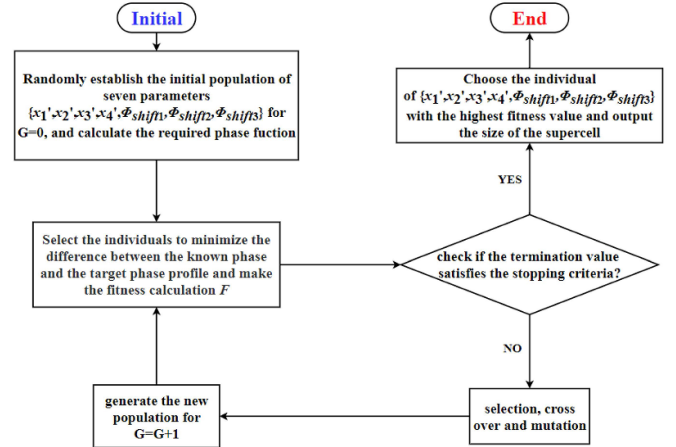 Initial
Randomly establish the initial population of
seven parameters
{x1',x2',x3',x4',Φshift1,Φshift2,Φshift3} for
G=0, and calculate the required phase fuction
Select the individuals to minimize the
difference between the known phase
and the target phase profile and make
the fitness calculation F
check if the termination value
satisfies the stopping criteria?
YES
Choose the individual
of {x1',x2',x3',x4',Φshift1,Φshift2,Φshift3}
with the highest fitness value and output
the size of the supercell
End
NO
selection, cross
over and mutation
generate the new
population for
G=G+1